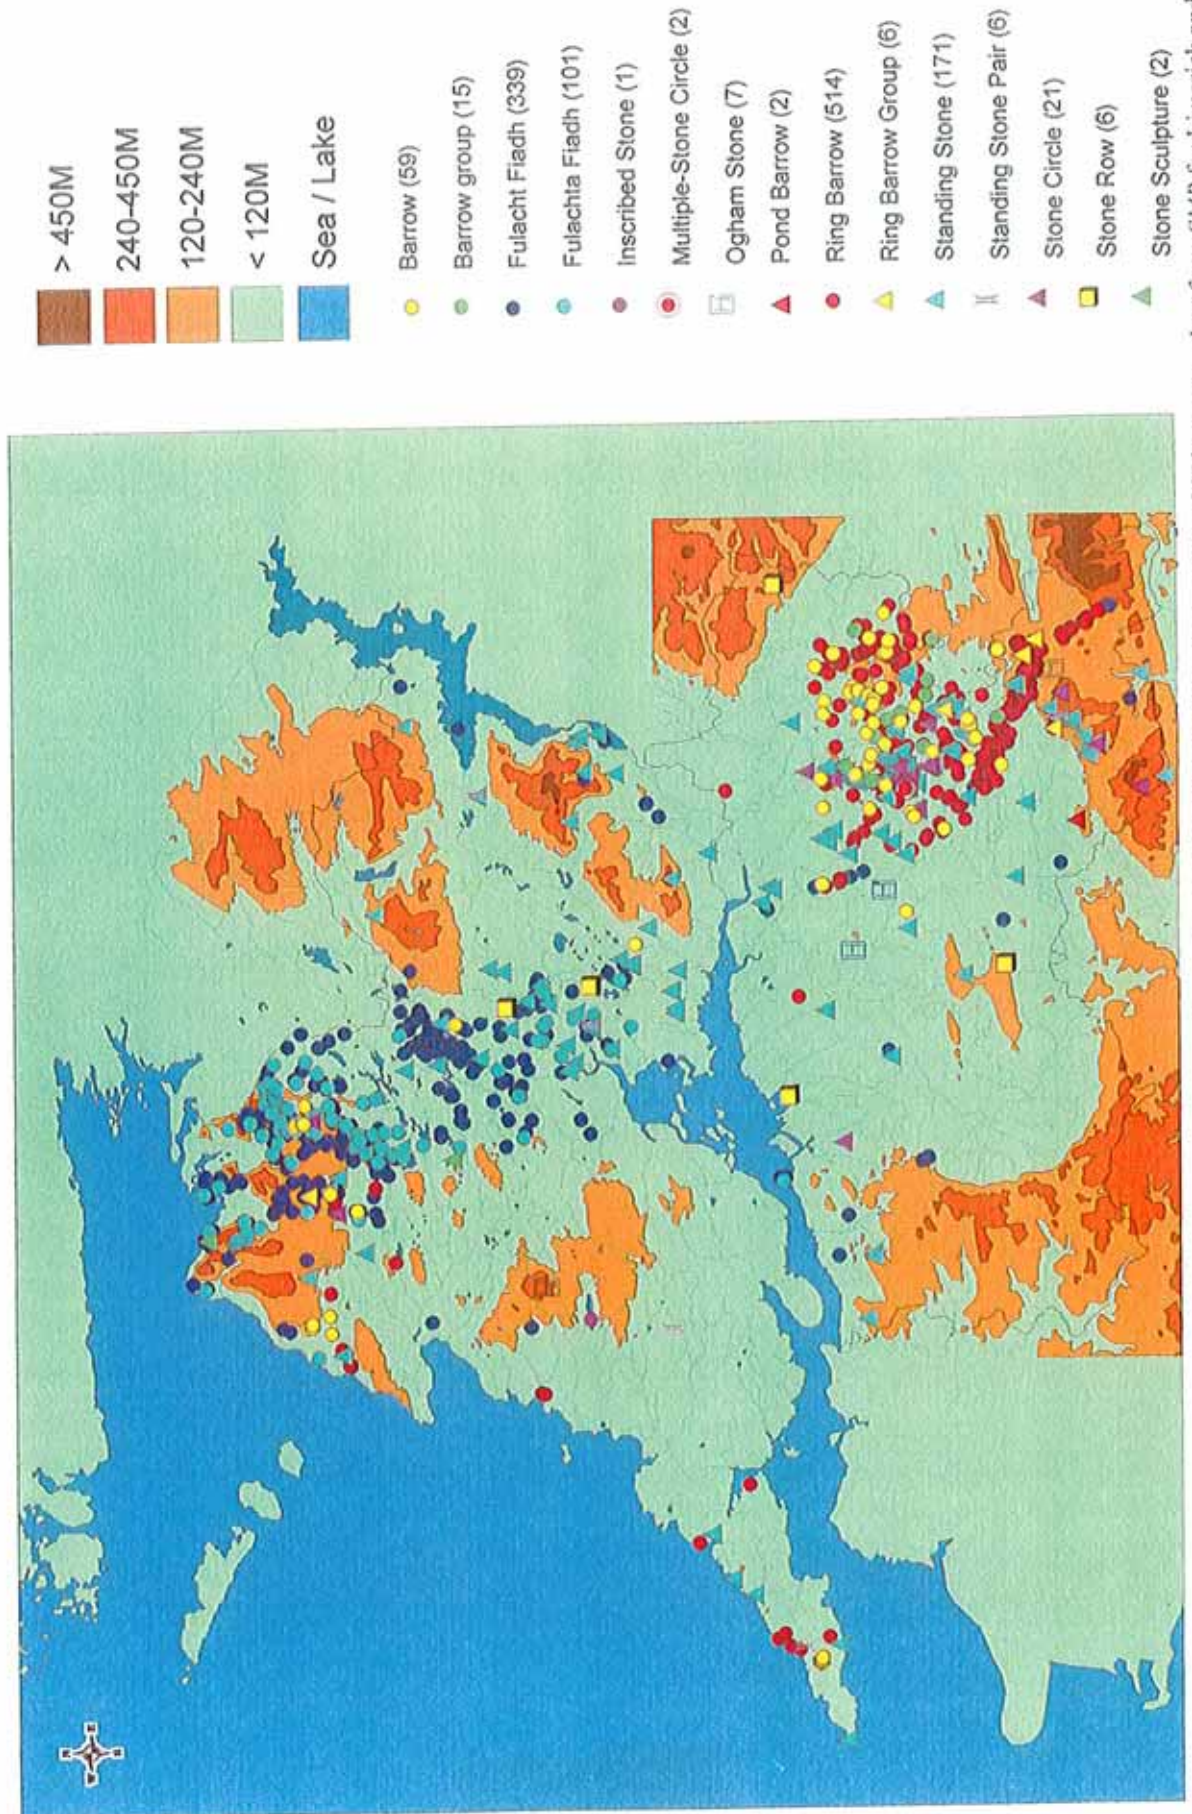 > 450M
240-450M
120-240M
< 120M
Sea / Lake
Barrow (59)
Barrow group (15)
Fulacht Fiadh (339)
Fulachta Fiadh (101)
Inscribed Stone (1)
Multiple-Stone Circle (2)
Ogham Stone (7)
Pond Barrow (2)
Ring Barrow (514)
Ring Barrow Group (6)
Standing Stone (171)
Standing Stone Pair (6)
Stone Circle (21)
Stone Row (6)
Stone Sculpture (2)
N
E
S
W